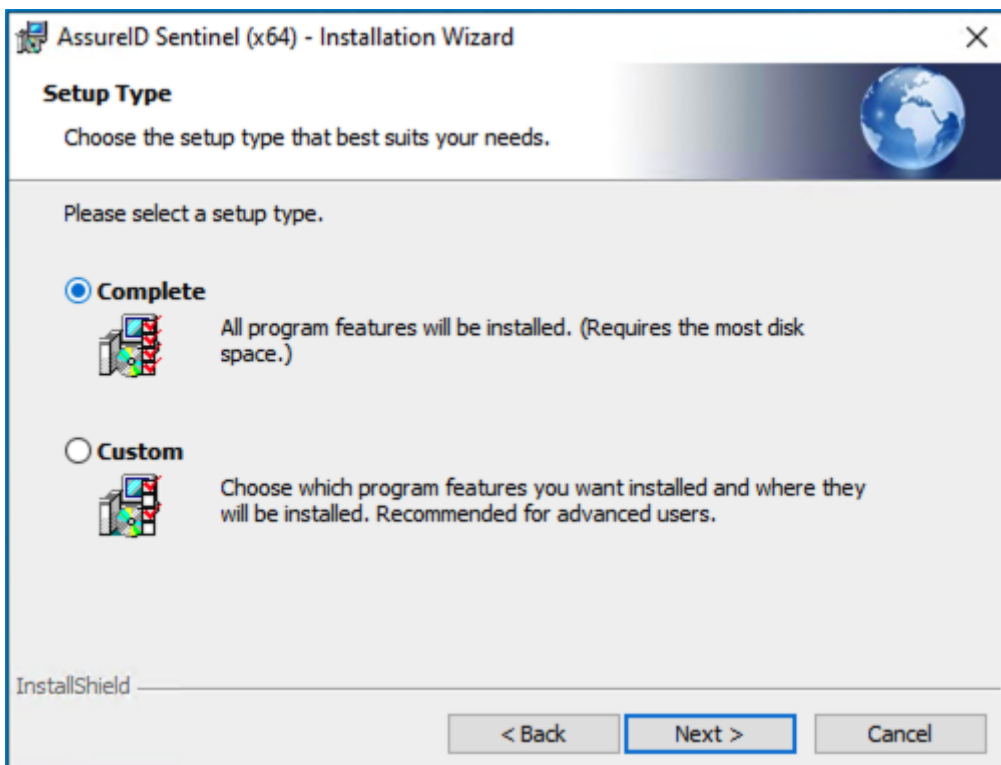 AssureID Sentinel (x64) - Installation Wizard
Setup Type
Choose the setup type that best suits your needs.
Please select a setup type.
Complete
All program features will be installed. (Requires the most disk
space.)
Custom
Choose which program features you want installed and where they
will be installed. Recommended for advanced users.
InstallShield
< Back
Next >
Cancel